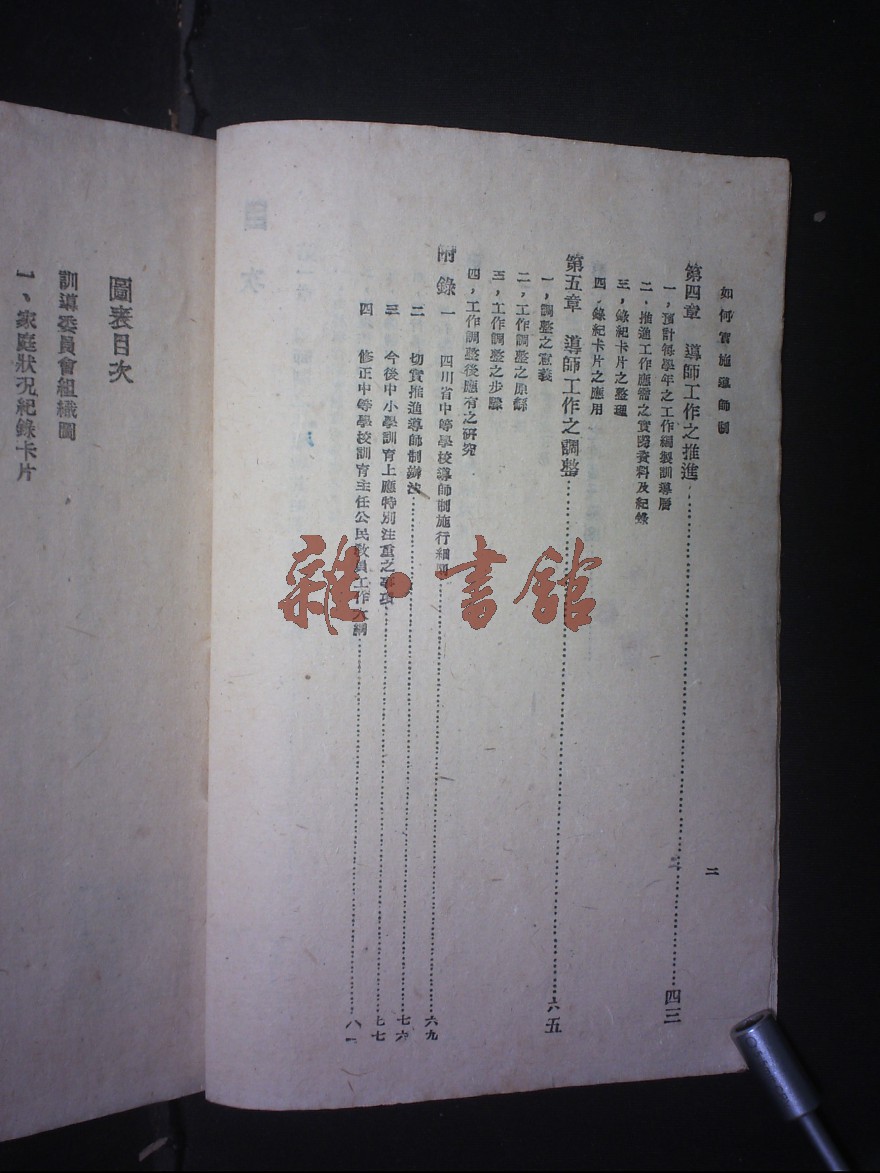 如何實施導師制
二
第四章 導師工作之推進 四三
一，預計每學年之工作編製訓導曆
二，推進工作應需之實際資料及紀錄
三，錄紀卡片之整理
四，錄紀卡片之應用
第五章 導師工作之調整 六五
一，調整之意義
二，工作調整之原則
三，工作調整之步驟
四，工作調整後應有之研究
附錄 一 四川省中等學校導師制施行細則 六九
二 切實推進導師制辦法 七六
三 今後中小學訓育上應特別注重之事項 七七
四 修正中等學校訓育主任公民教員工作大綱 八一
圖表目次
訓導委員會組織圖
一、家庭狀況紀錄卡片
雜·書館